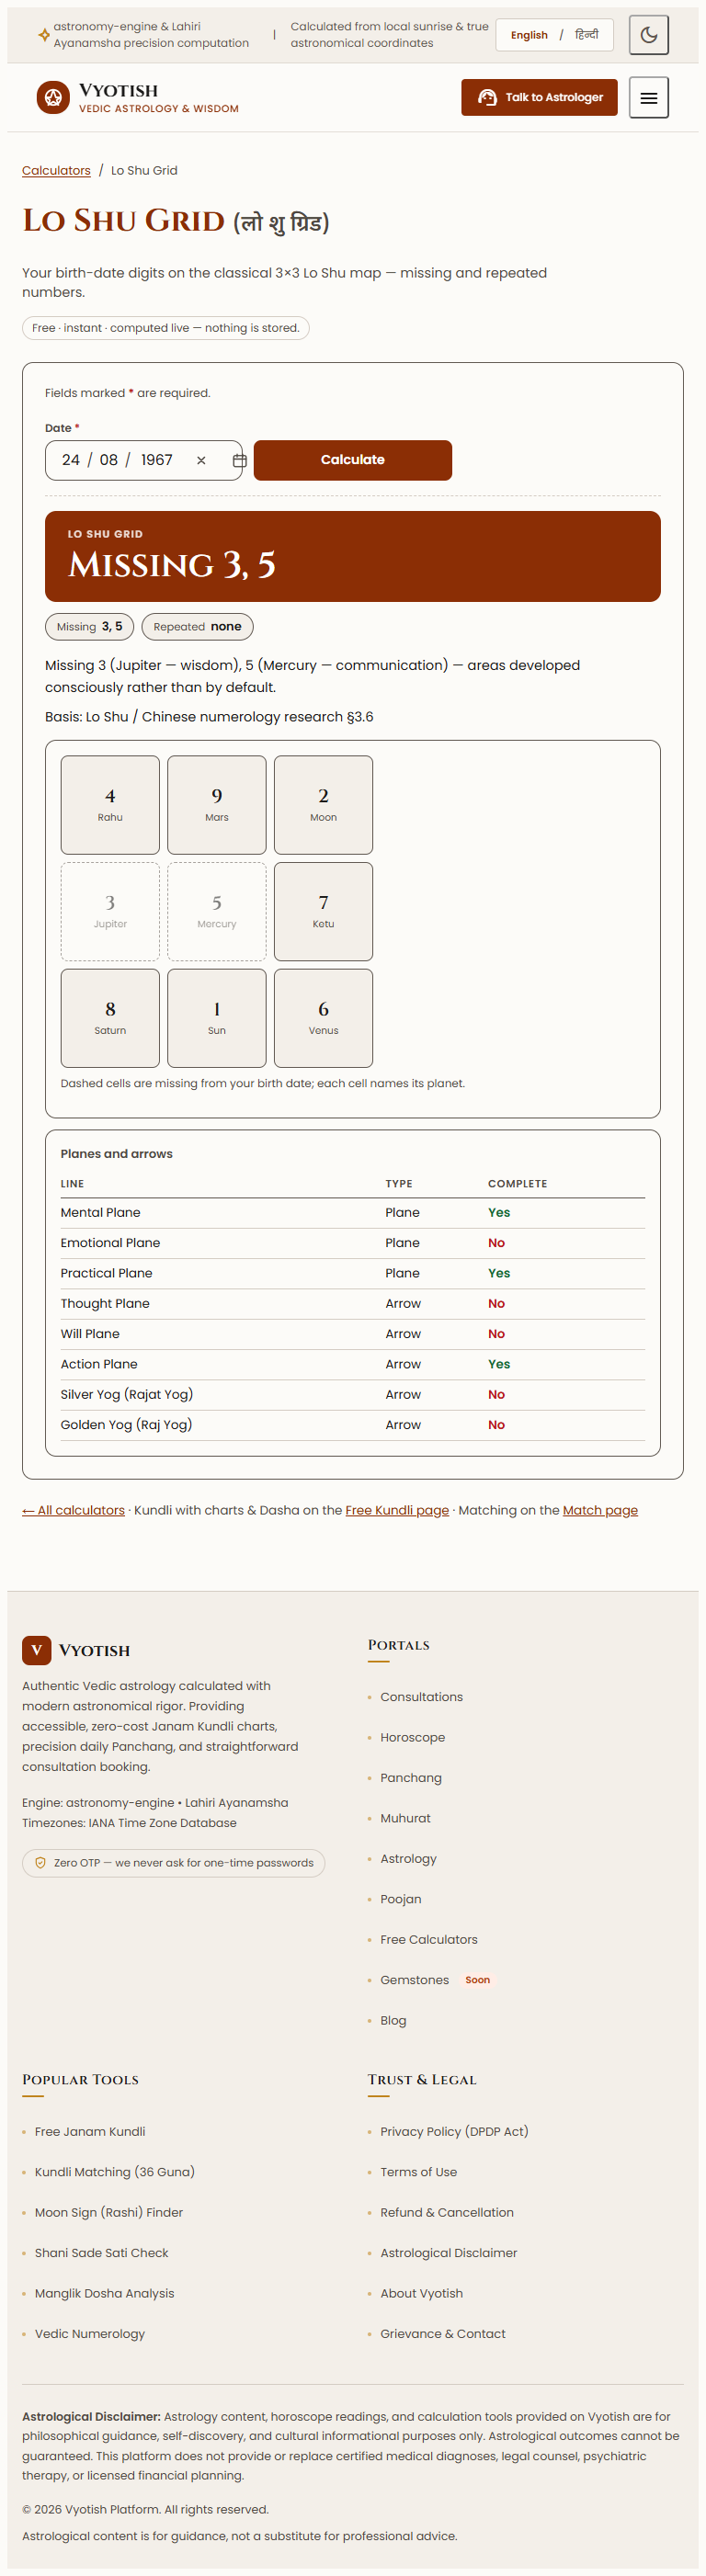 astronomy-engine & Lahiri
Ayanamsha precision computation
|
Calculated from local sunrise & true
astronomical coordinates
English / हिन्दी
Vyotish
VEDIC ASTROLOGY & WISDOM
Talk to Astrologer
Calculators / Lo Shu Grid
Lo Shu Grid (लो शु ग्रिड)
Your birth-date digits on the classical 3×3 Lo Shu map — missing and repeated
numbers.
Free · instant · computed live — nothing is stored.
Fields marked * are required.
Date *
24 / 08 / 1967
Calculate
LO SHU GRID
Missing 3, 5
Missing 3, 5
Repeated none
Missing 3 (Jupiter — wisdom), 5 (Mercury — communication) — areas developed
consciously rather than by default.
Basis: Lo Shu / Chinese numerology research §3.6
4 9 2
Rahu Mars Moon
3 5 7
Jupiter Mercury Ketu
8 1 6
Saturn Sun Venus
Dashed cells are missing from your birth date; each cell names its planet.
Planes and arrows
LINE TYPE COMPLETE
Mental Plane Plane Yes
Emotional Plane Plane No
Practical Plane Plane Yes
Thought Plane Arrow No
Will Plane Arrow No
Action Plane Arrow Yes
Silver Yog (Rajat Yog) Arrow No
Golden Yog (Raj Yog) Arrow No
← All calculators · Kundli with charts & Dasha on the Free Kundli page · Matching on the Match page
V Vyotish
Authentic Vedic astrology calculated with
modern astronomical rigor. Providing
accessible, zero-cost Janam Kundli charts,
precision daily Panchang, and straightforward
consultation booking.
Engine: astronomy-engine • Lahiri Ayanamsha
Timezones: IANA Time Zone Database
Zero OTP — we never ask for one-time passwords
Portals
Consultations
Horoscope
Panchang
Muhurat
Astrology
Poojan
Free Calculators
Gemstones Soon
Blog
Popular Tools
Free Janam Kundli
Kundli Matching (36 Guna)
Moon Sign (Rashi) Finder
Shani Sade Sati Check
Manglik Dosha Analysis
Vedic Numerology
Trust & Legal
Privacy Policy (DPDP Act)
Terms of Use
Refund & Cancellation
Astrological Disclaimer
About Vyotish
Grievance & Contact
Astrological Disclaimer: Astrology content, horoscope readings, and calculation tools provided on Vyotish are for
philosophical guidance, self-discovery, and cultural informational purposes only. Astrological outcomes cannot be
guaranteed. This platform does not provide or replace certified medical diagnoses, legal counsel, psychiatric
therapy, or licensed financial planning.
© 2026 Vyotish Platform. All rights reserved.
Astrological content is for guidance, not a substitute for professional advice.